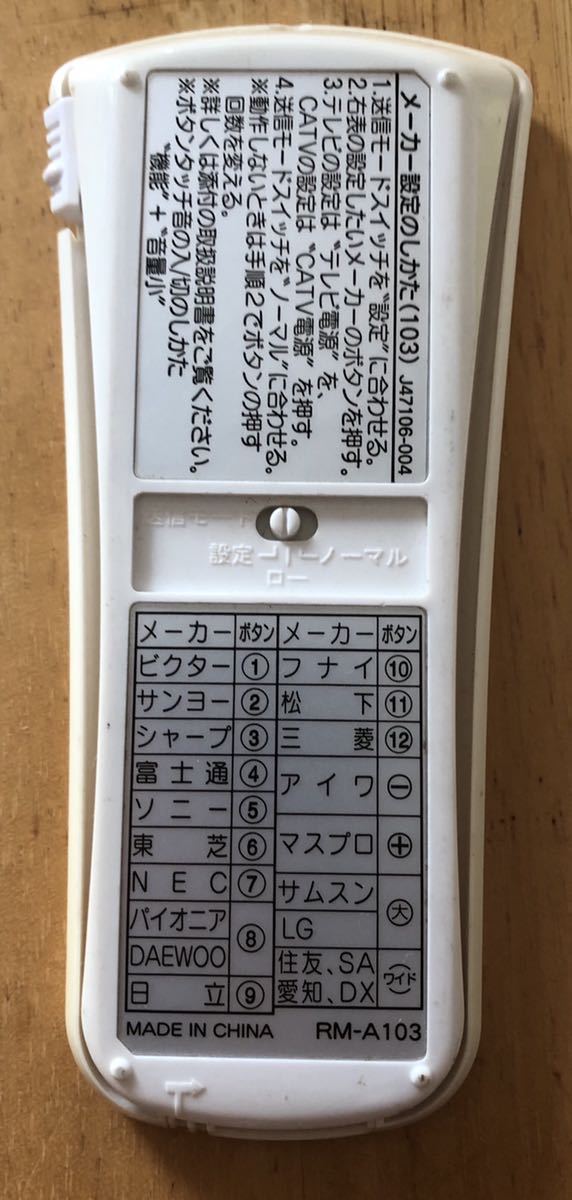 メーカー設定のしかた(103) J47106-004
1.送信モードスイッチを"設定"に合わせる。
2.右表の設定したいメーカーのボタンを押す。
3.テレビの設定は"テレビ電源"を、
CATVの設定は"CATV電源"を押す。
4.送信モードスイッチを"ノーマル"に合わせる。
※動作しないときは手順2でボタンの押す
回数を変える。
※詳しくは添付の取扱説明書をご覧ください。
※ボタンタッチ音の入/切のしかた
"機能"+"音量小"
送信モード
設定 ノーマル
ロー
メーカー ボタン メーカー ボタン
ビクター ① フナイ ⑩
サンヨー ② 松下 ⑪
シャープ ③ 三菱 ⑫
富士通 ④ アイワ ⊖
ソニー ⑤
東芝 ⑥ マスプロ ⊕
NEC ⑦ サムスン 大
パイオニア ⑧ LG
DAEWOO 住友、SA ワイド
日立 ⑨ 愛知、DX
MADE IN CHINA RM-A103